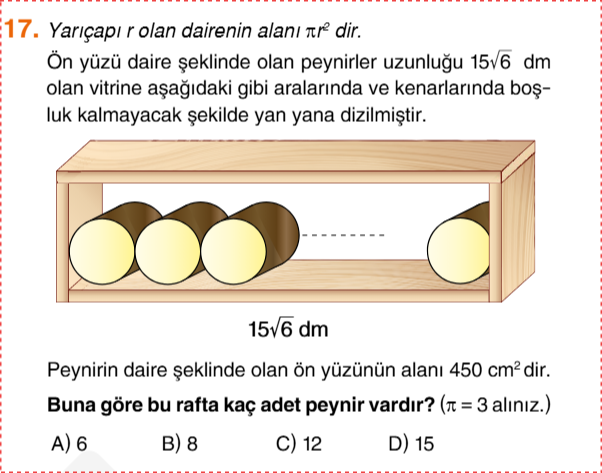 17. Yarıçapı r olan dairenin alanı πr² dir.
Ön yüzü daire şeklinde olan peynirler uzunluğu 15√6 dm
olan vitrine aşağıdaki gibi aralarında ve kenarlarında boş-
luk kalmayacak şekilde yan yana dizilmiştir.
15√6 dm
Peynirin daire şeklinde olan ön yüzünün alanı 450 cm² dir.
Buna göre bu rafta kaç adet peynir vardır? (π = 3 alınız.)
A) 6 B) 8 C) 12 D) 15